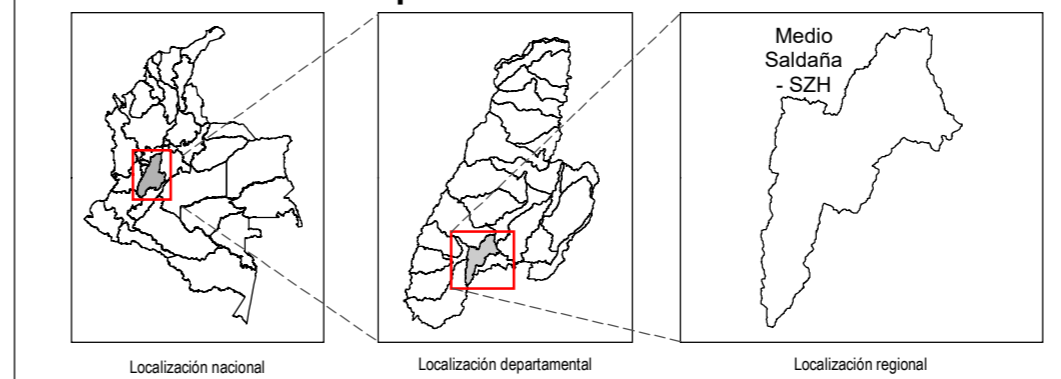 Medio
Saldaña
- SZH
Localización nacional
Localización departamental
Localización regional